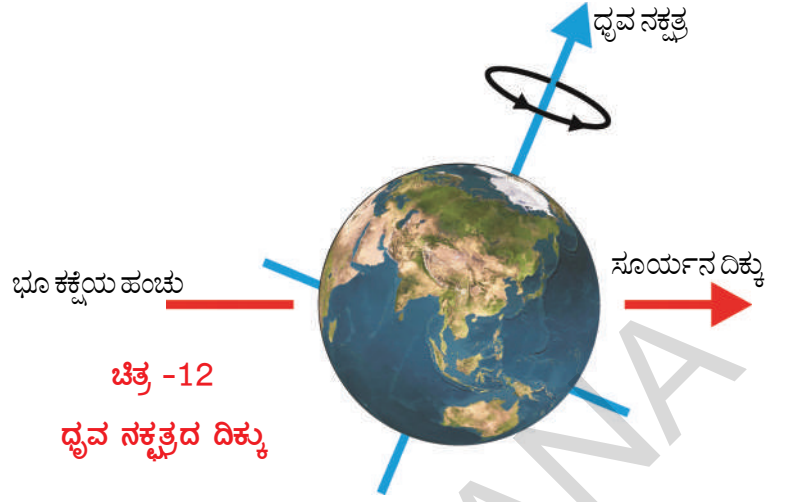 ಧೃವ ನಕ್ಷತ್ರ
ಸೂರ್ಯನ ದಿಕ್ಕು
ಭೂ ಕಕ್ಷೆಯ ಹಂಚು
ಚಿತ್ರ -12
ಧೃವ ನಕ್ಷತ್ರದ ದಿಕ್ಕು